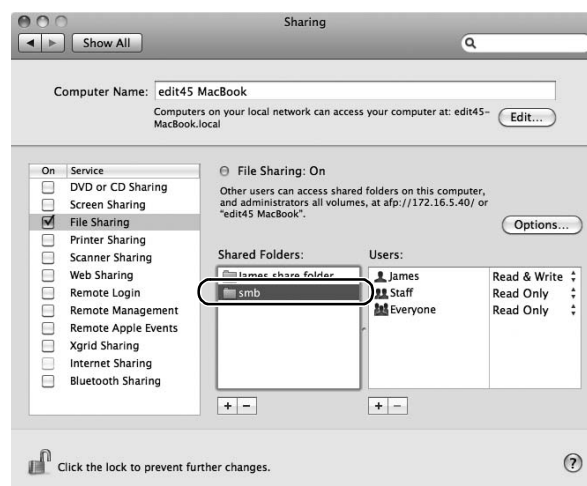 Sharing
Show All
Computer Name: edit45 MacBook
Computers on your local network can access your computer at: edit45-
MacBook.local
Edit...
On Service
DVD or CD Sharing
Screen Sharing
File Sharing
Printer Sharing
Scanner Sharing
Web Sharing
Remote Login
Remote Management
Remote Apple Events
Xgrid Sharing
Internet Sharing
Bluetooth Sharing
File Sharing: On
Other users can access shared folders on this computer,
and administrators all volumes, at afp://172.16.5.40/ or
"edit45 MacBook".
Options...
Shared Folders:
James share folder
smb
+ −
Users:
James Read & Write
Staff Read Only
Everyone Read Only
+ −
Click the lock to prevent further changes.
?